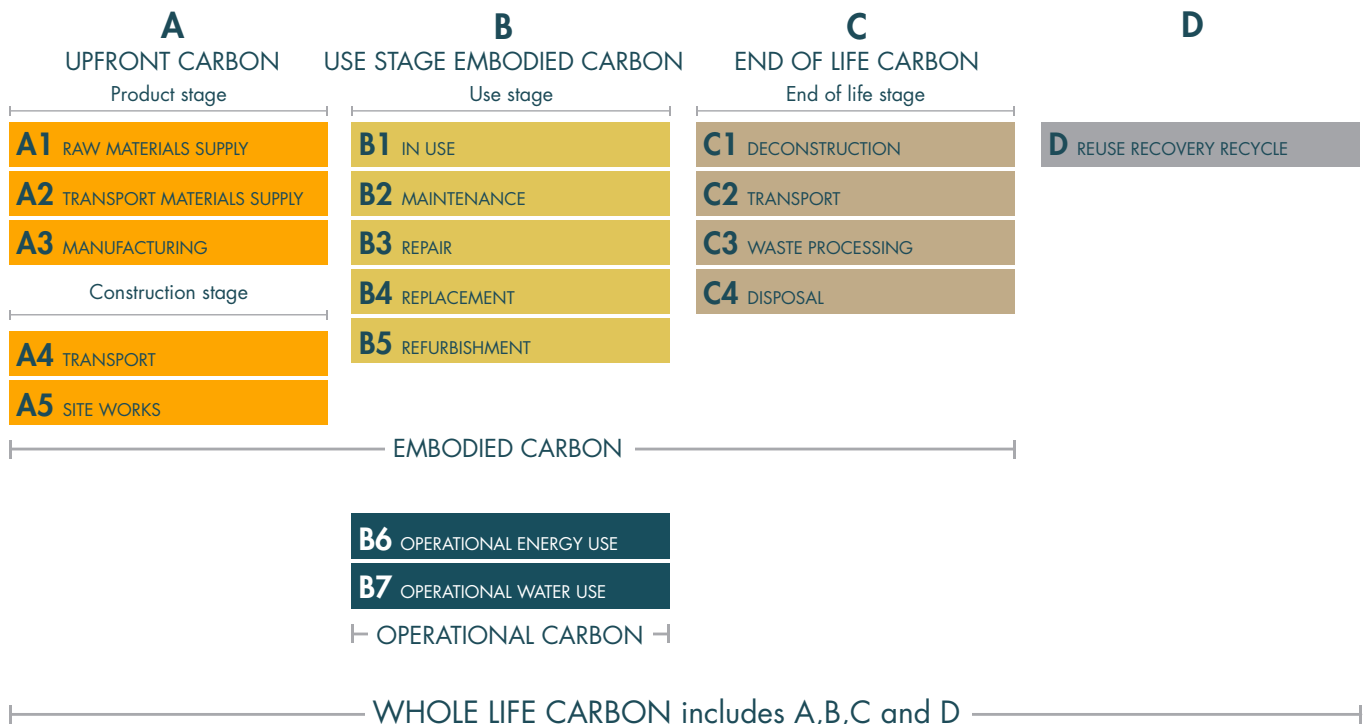 A
UPFRONT CARBON
Product stage
A1 RAW MATERIALS SUPPLY
A2 TRANSPORT MATERIALS SUPPLY
A3 MANUFACTURING
Construction stage
A4 TRANSPORT
A5 SITE WORKS
B
USE STAGE EMBODIED CARBON
Use stage
B1 IN USE
B2 MAINTENANCE
B3 REPAIR
B4 REPLACEMENT
B5 REFURBISHMENT
C
END OF LIFE CARBON
End of life stage
C1 DECONSTRUCTION
C2 TRANSPORT
C3 WASTE PROCESSING
C4 DISPOSAL
D
D REUSE RECOVERY RECYCLE
EMBODIED CARBON
B6 OPERATIONAL ENERGY USE
B7 OPERATIONAL WATER USE
OPERATIONAL CARBON
WHOLE LIFE CARBON includes A,B,C and D